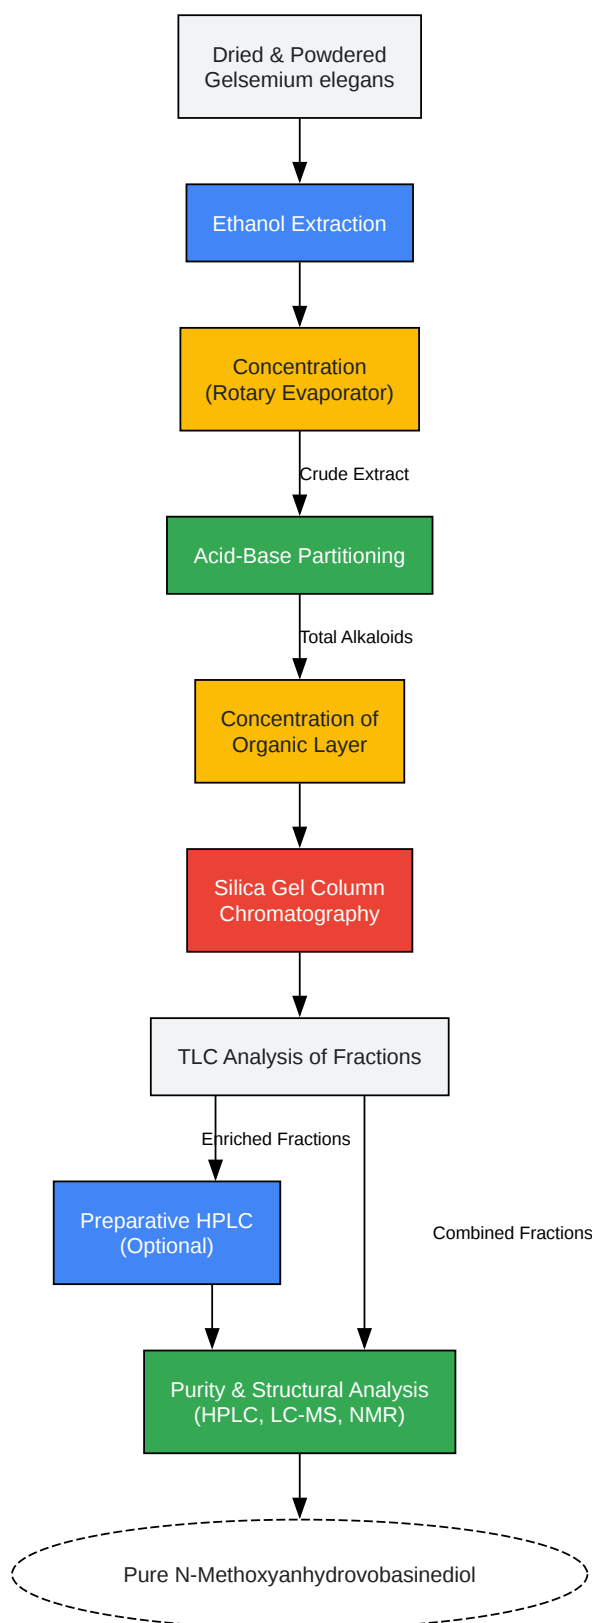 Dried & Powdered
Gelsemium elegans
Ethanol Extraction
Concentration
(Rotary Evaporator)
Crude Extract
Acid-Base Partitioning
Total Alkaloids
Concentration of
Organic Layer
Silica Gel Column
Chromatography
TLC Analysis of Fractions
Enriched Fractions
Preparative HPLC
(Optional)
Combined Fractions
Purity & Structural Analysis
(HPLC, LC-MS, NMR)
Pure N-Methoxyanhydrovobasinediol